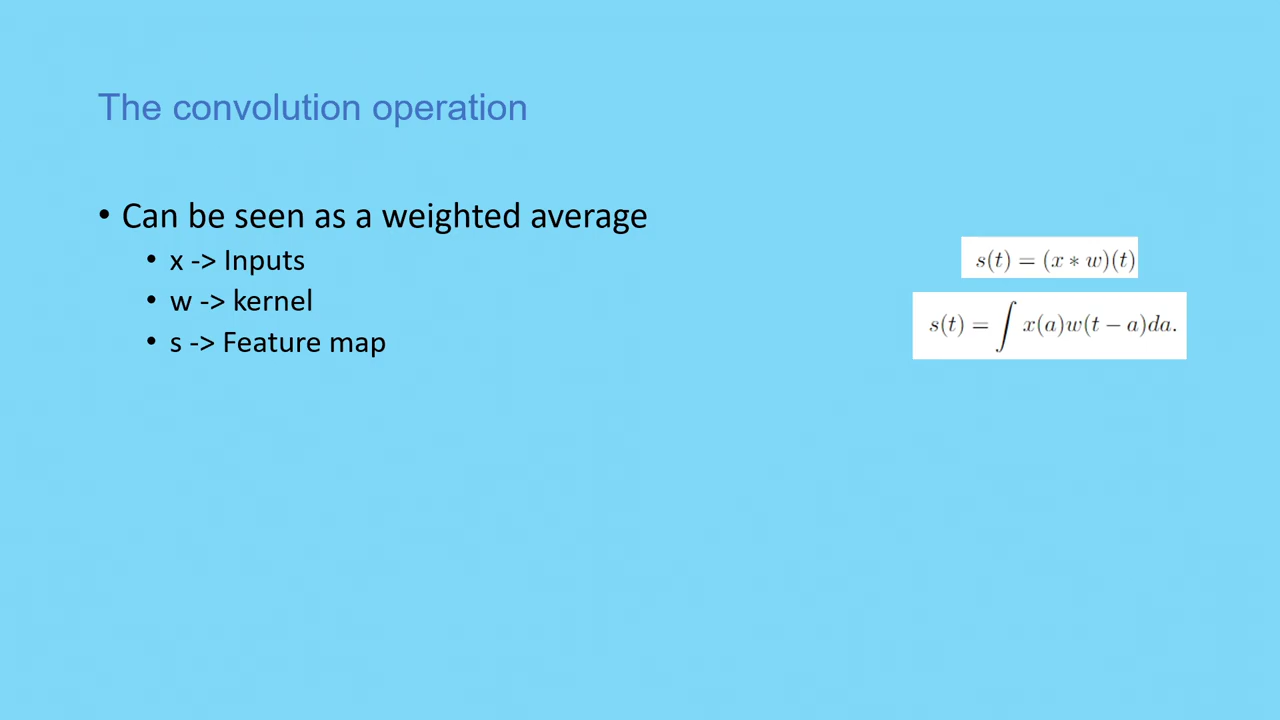 The convolution operation
• Can be seen as a weighted average
• x -> Inputs
• w -> kernel
• s -> Feature map
s(t) = (x ∗ w)(t)
s(t) = ∫ x(a)w(t − a)da.